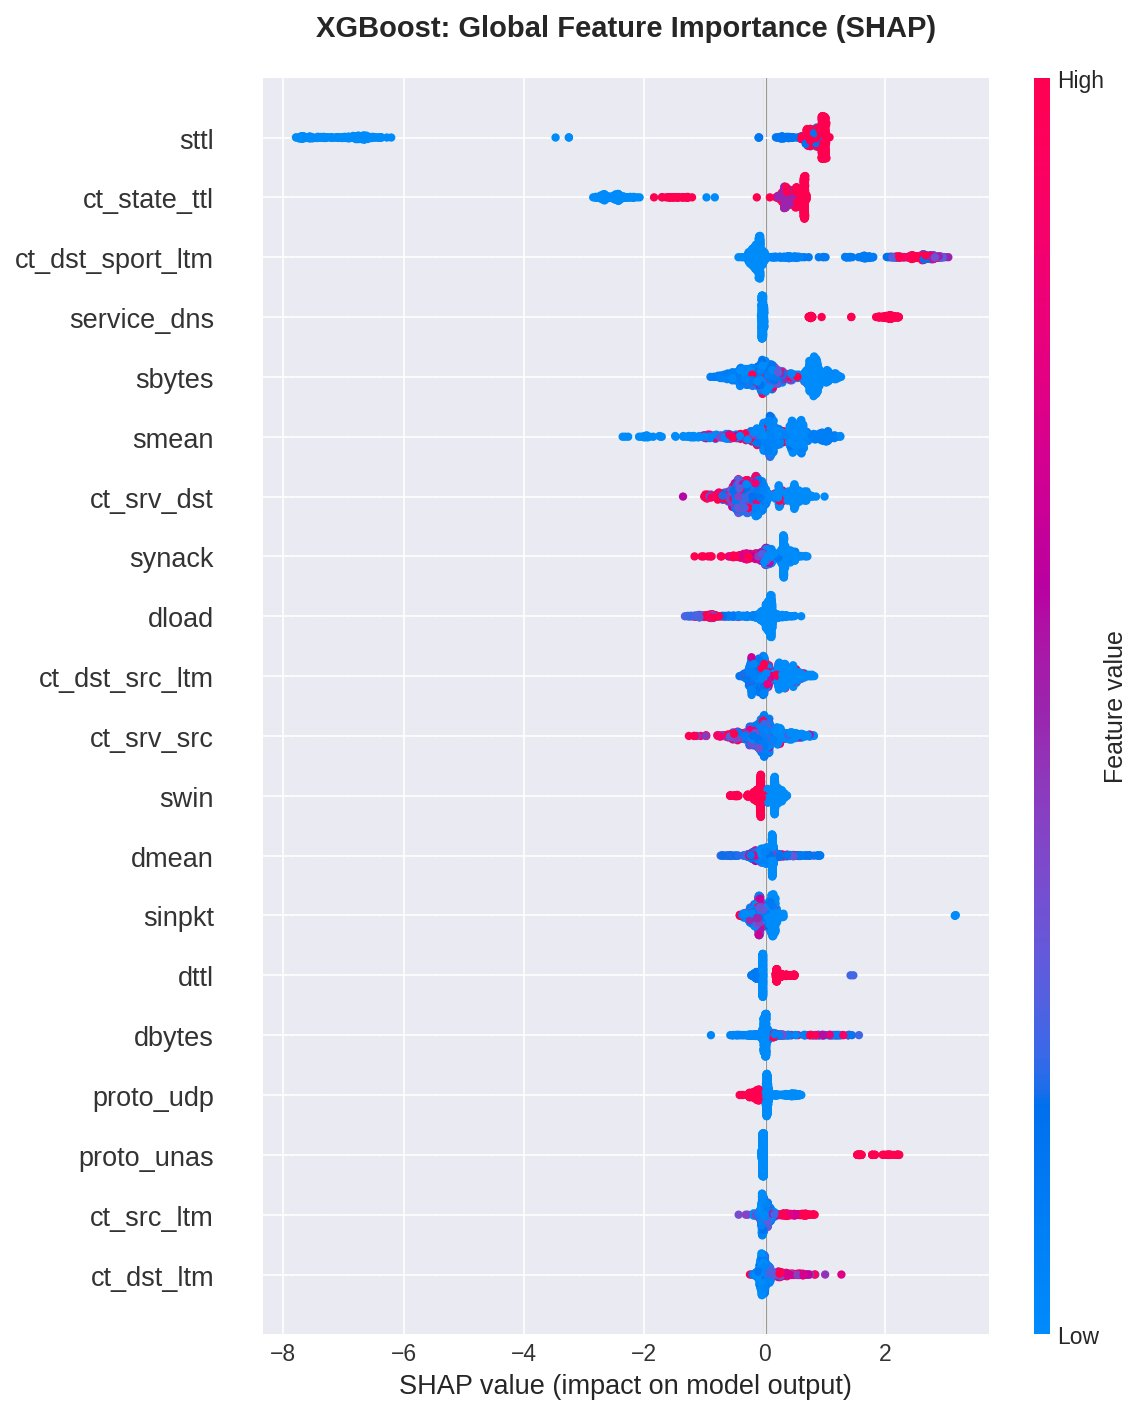 XGBoost: Global Feature Importance (SHAP)
High
sttl
ct_state_ttl
ct_dst_sport_ltm
service_dns
sbytes
smean
ct_srv_dst
synack
dload
ct_dst_src_ltm
ct_srv_src
swin
dmean
sinpkt
dttl
dbytes
proto_udp
proto_unas
ct_src_ltm
ct_dst_ltm
Feature value
Low
−8 −6 −4 −2 0 2
SHAP value (impact on model output)